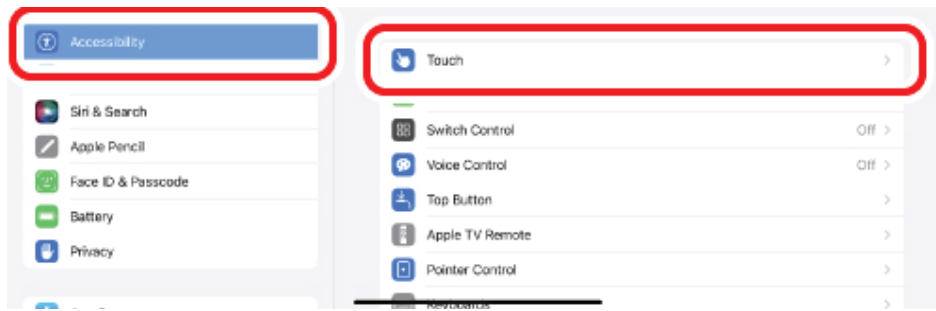 Accessibility
Siri & Search
Apple Pencil
Face ID & Passcode
Battery
Privacy
Touch
Switch Control Off
Voice Control Off
Top Button
Apple TV Remote
Pointer Control
Keyboards